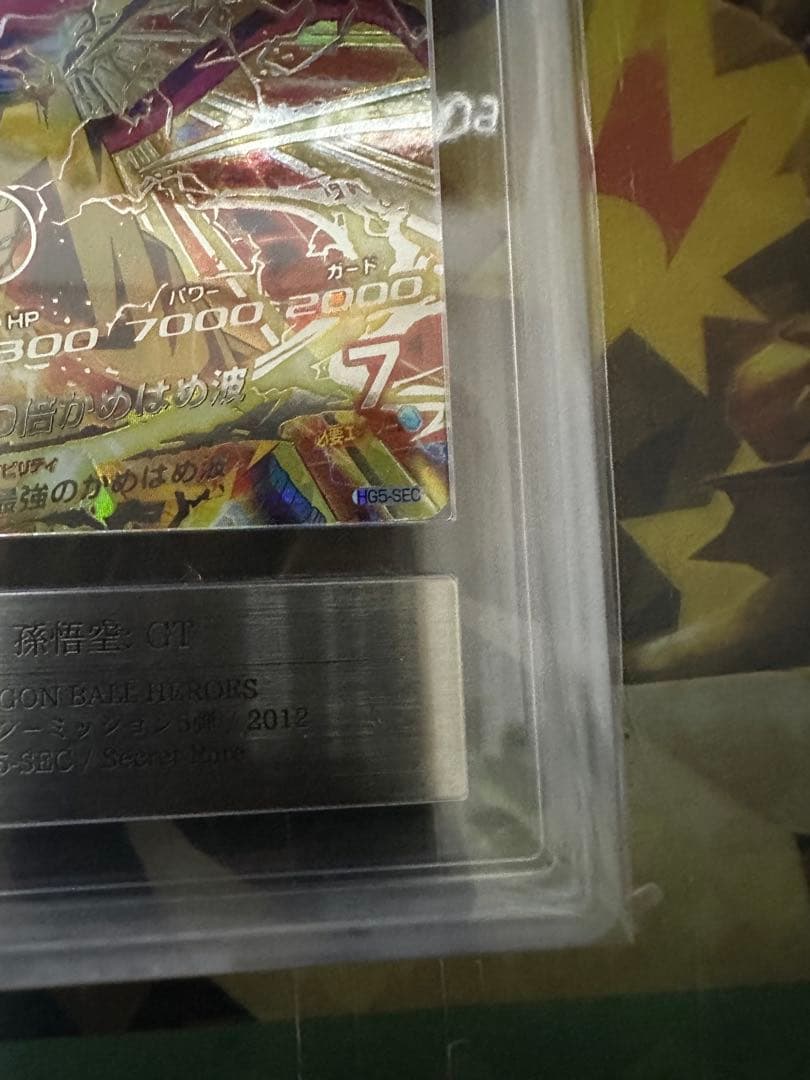 ガード
パワー
HP
300 7000 2000
7
倍かめはめ波
ビリティ
最強のかめはめ波
HG5-SEC
孫悟空: GT
GON BALL HEROES
ジーミッション5弾 / 2012
5-SEC / Secret Rare